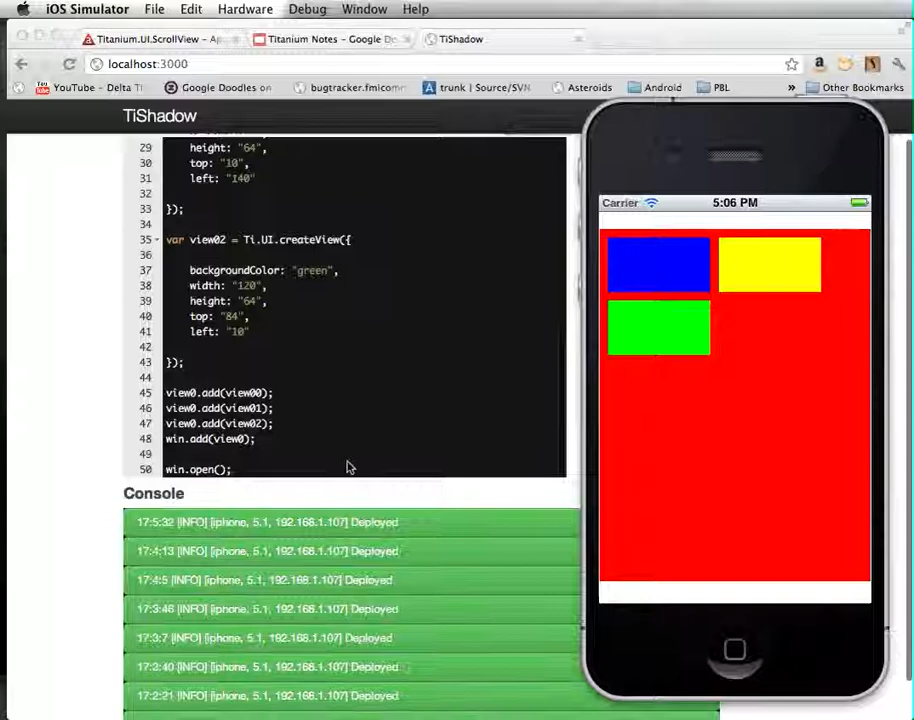 iOS Simulator File Edit Hardware Debug Window Help
Titanium.UI.ScrollView - Ap Titanium Notes - Google Do TiShadow
localhost:3000
YouTube - Delta Ti Google Doodles on bugtracker.fmicom trunk | Source/SVN Asteroids Android PBL » Other Bookmarks
TiShadow
29 height: "64",
30 top: "10",
31 left: "140"
32
33 });
34
35 var view02 = Ti.UI.createView({
36
37 backgroundColor: "green",
38 width: "120",
39 height: "64",
40 top: "84",
41 left: "10"
42
43 });
44
45 view0.add(view00);
46 view0.add(view01);
47 view0.add(view02);
48 win.add(view0);
49
50 win.open();
Carrier 5:06 PM
Console
17:5:32 [INFO] [iphone, 5.1, 192.168.1.107] Deployed
17:4:13 [INFO] [iphone, 5.1, 192.168.1.107] Deployed
17:4:5 [INFO] [iphone, 5.1, 192.168.1.107] Deployed
17:3:46 [INFO] [iphone, 5.1, 192.168.1.107] Deployed
17:3:7 [INFO] [iphone, 5.1, 192.168.1.107] Deployed
17:2:40 [INFO] [iphone, 5.1, 192.168.1.107] Deployed
17:2:21 [INFO] [iphone, 5.1, 192.168.1.107] Deployed